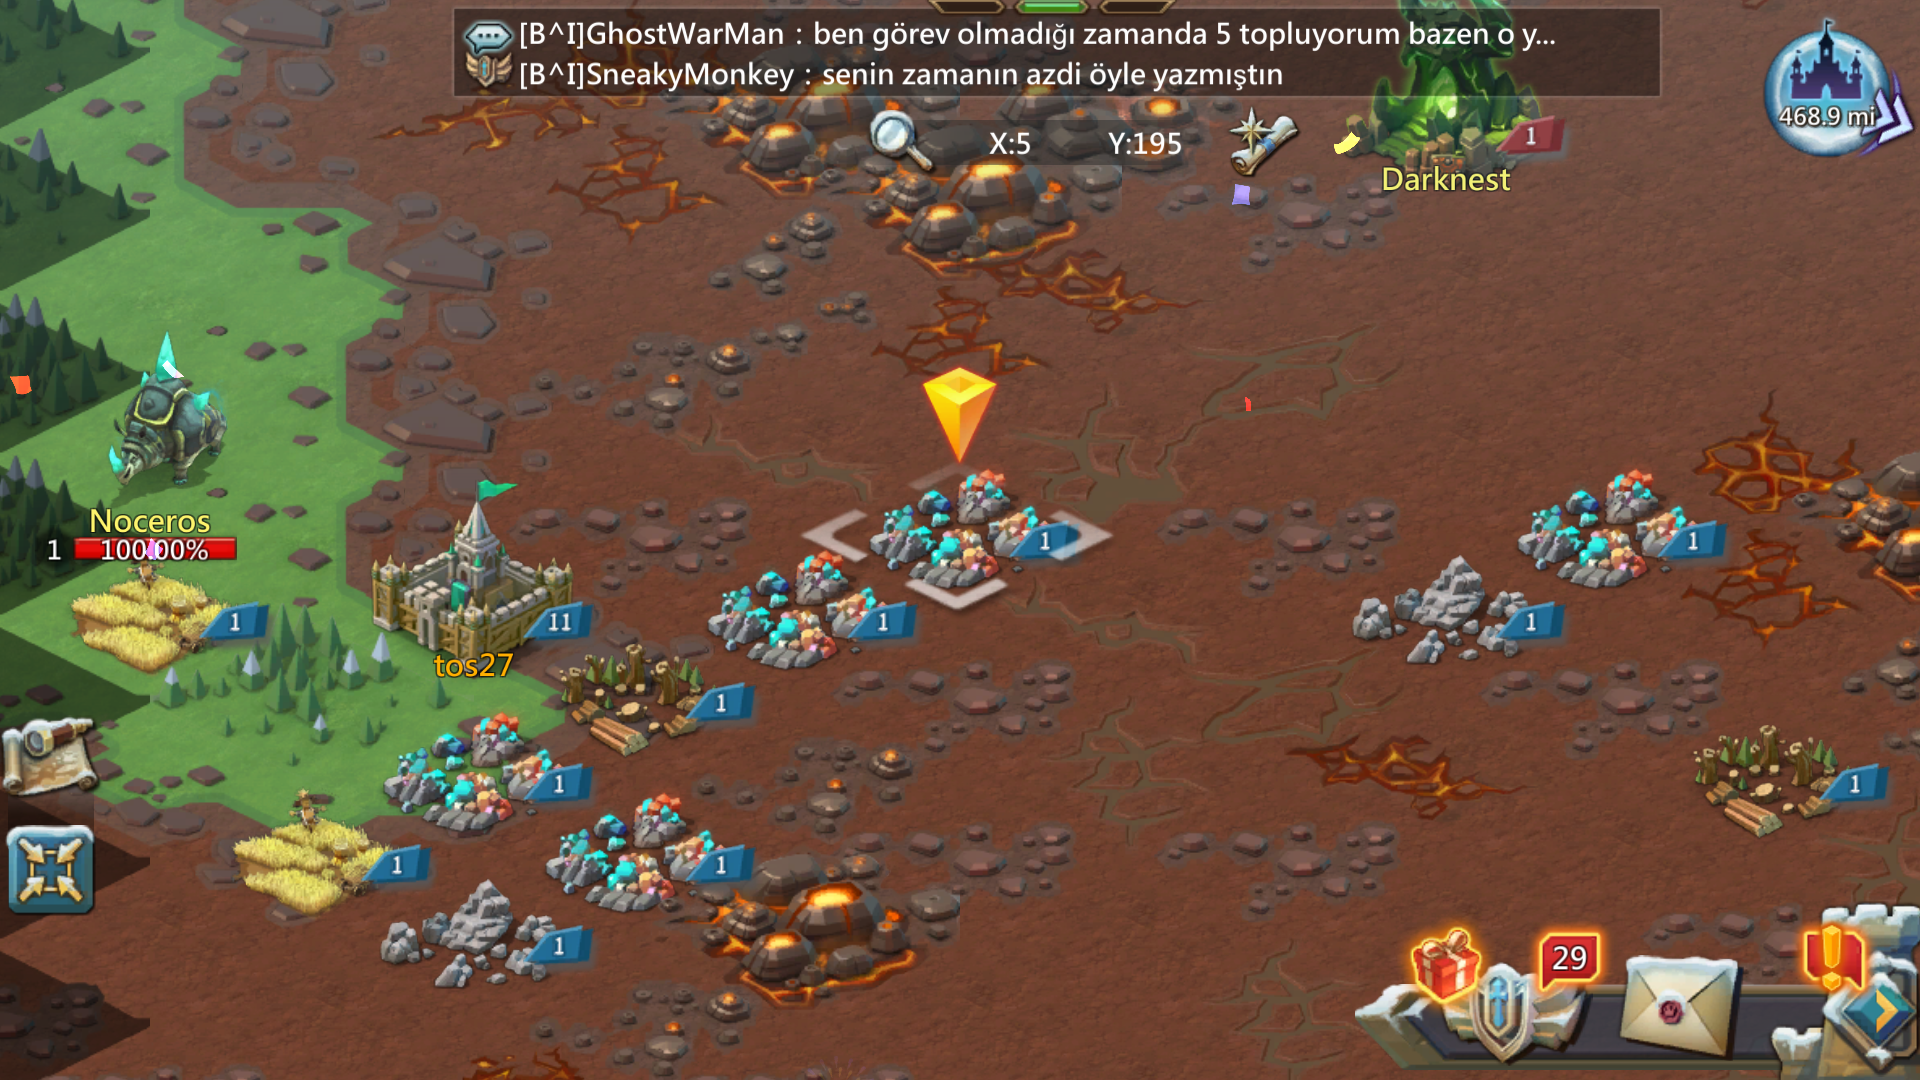 [B^I]GhostWarMan : ben görev olmadığı zamanda 5 topluyorum bazen o y...
[B^I]SneakyMonkey : senin zamanın azdi öyle yazmıştın
468.9 mi
X:5 Y:195
1
Darknest
Noceros
1 100.00%
1
1
1
11
1
1
tos27
1
1
1
1
1
1
1
29